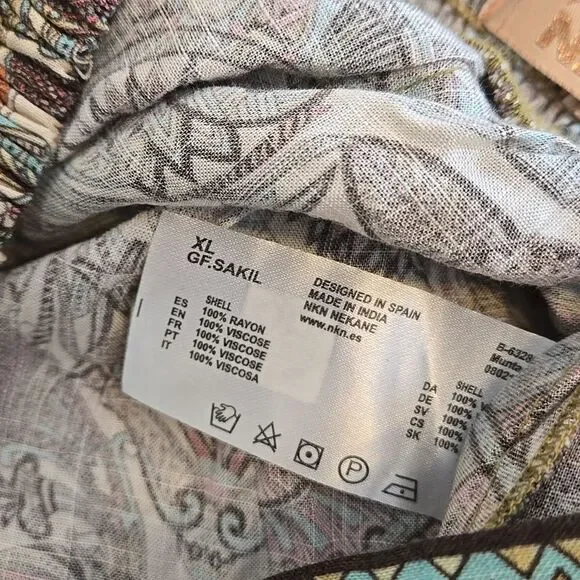 XL
GF.SAKIL
DESIGNED IN SPAIN
MADE IN INDIA
NKN NEKANE
www.nkn.es
SHELL
ES 100% RAYON
EN 100% VISCOSE
FR 100% VISCOSE
PT 100% VISCOSE
IT 100% VISCOSA
P
B-6328
SHELL
DA 100%
DE 100%
SV 100%
CS 100%
SK 100%